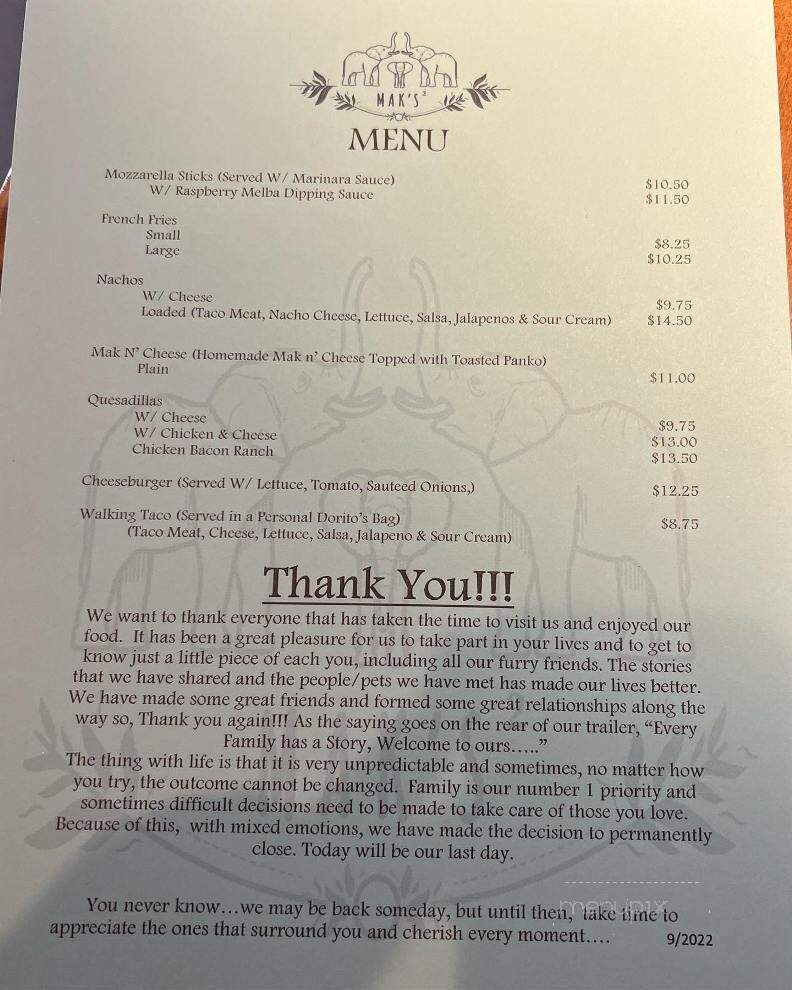 MAK'S²
MENU
Mozzarella Sticks (Served W/ Marinara Sauce) $10.50
W/ Raspberry Melba Dipping Sauce $11.50
French Fries
Small $8.25
Large $10.25
Nachos
W/ Cheese $9.75
Loaded (Taco Meat, Nacho Cheese, Lettuce, Salsa, Jalapenos & Sour Cream) $14.50
Mak N' Cheese (Homemade Mak n' Cheese Topped with Toasted Panko)
Plain $11.00
Quesadillas
W/ Cheese $9.75
W/ Chicken & Cheese $13.00
Chicken Bacon Ranch $13.50
Cheeseburger (Served W/ Lettuce, Tomato, Sauteed Onions,) $12.25
Walking Taco (Served in a Personal Dorito's Bag) $8.75
(Taco Meat, Cheese, Lettuce, Salsa, Jalapeno & Sour Cream)
Thank You!!!
We want to thank everyone that has taken the time to visit us and enjoyed our
food. It has been a great pleasure for us to take part in your lives and to get to
know just a little piece of each you, including all our furry friends. The stories
that we have shared and the people/pets we have met has made our lives better.
We have made some great friends and formed some great relationships along the
way so, Thank you again!!! As the saying goes on the rear of our trailer, “Every
Family has a Story, Welcome to ours…..”
The thing with life is that it is very unpredictable and sometimes, no matter how
you try, the outcome cannot be changed. Family is our number 1 priority and
sometimes difficult decisions need to be made to take care of those you love.
Because of this, with mixed emotions, we have made the decision to permanently
close. Today will be our last day.
You never know…we may be back someday, but until then, take time to
appreciate the ones that surround you and cherish every moment….
menupix
9/2022